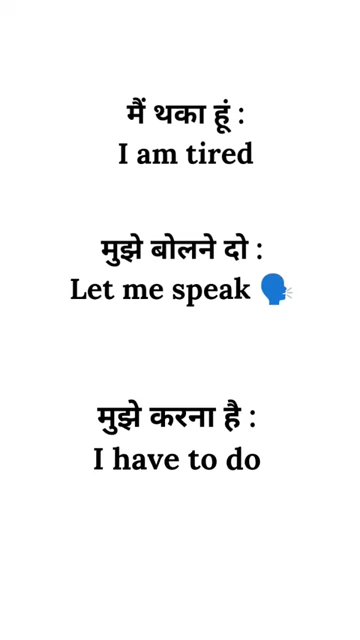 मैं थका हूं :
I am tired
मुझे बोलने दो :
Let me speak 🗣️
मुझे करना है :
I have to do